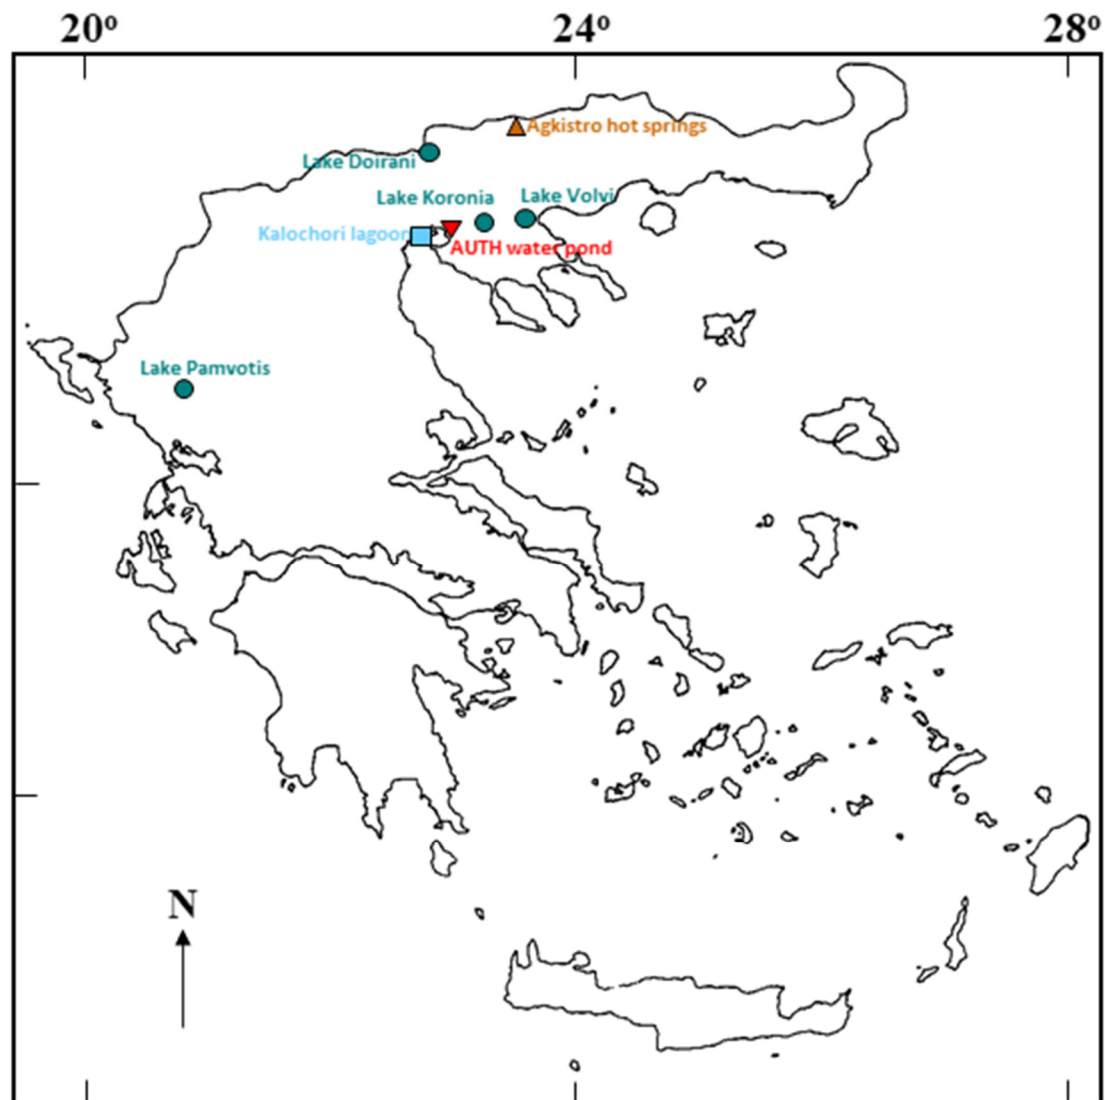 20º 24º 28º
Agkistro hot springs
Lake Doirani
Lake Koronia Lake Volvi
Kalochori lagoon
AUTH water pond
Lake Pamvotis
N